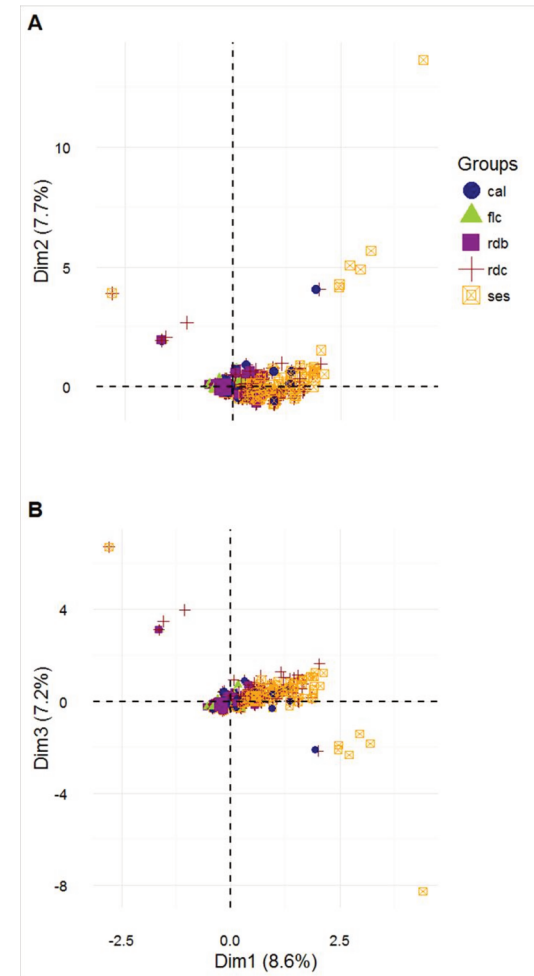 A
10
5
0
Dim2 (7.7%)
Groups
cal
flc
rdb
rdc
ses
B
4
0
-4
-8
Dim3 (7.2%)
-2.5 0.0 2.5
Dim1 (8.6%)